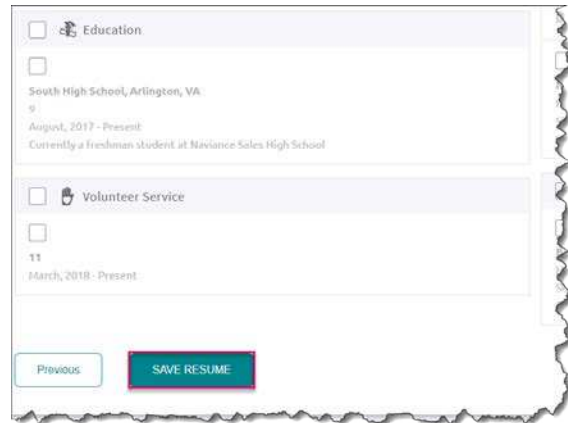 Education
South High School, Arlington, VA
9
August, 2017 - Present
Currently a freshman student at Naviance Sales High School
Volunteer Service
11
March, 2018 - Present
Previous
SAVE RESUME